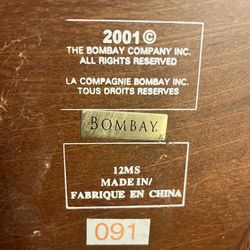 2001 ©
THE BOMBAY COMPANY INC.
ALL RIGHTS RESERVED
LA COMPAGNIE BOMBAY INC.
TOUS DROITS RESERVES
BOMBAY
12MS
MADE IN/
FABRIQUE EN CHINA
091